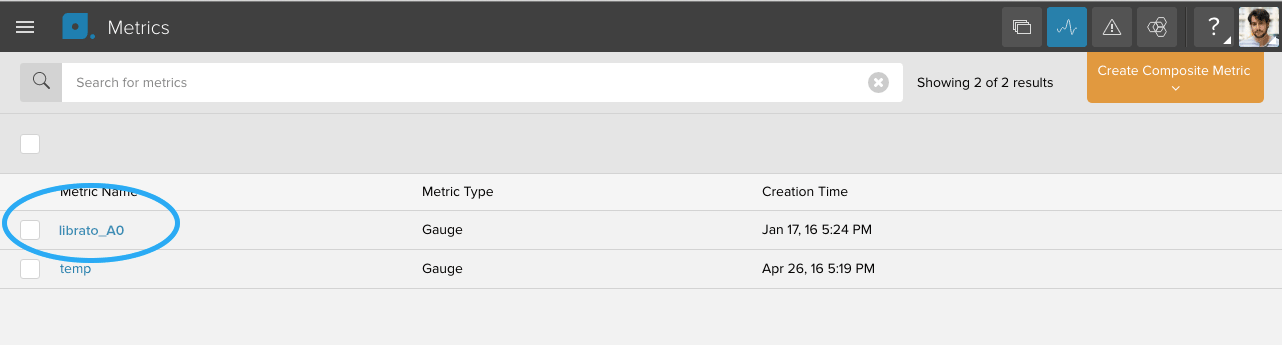 Metrics
?
Search for metrics
Showing 2 of 2 results
Create Composite Metric
Metric Name
Metric Type
Creation Time
librato_A0
Gauge
Jan 17, 16 5:24 PM
temp
Gauge
Apr 26, 16 5:19 PM